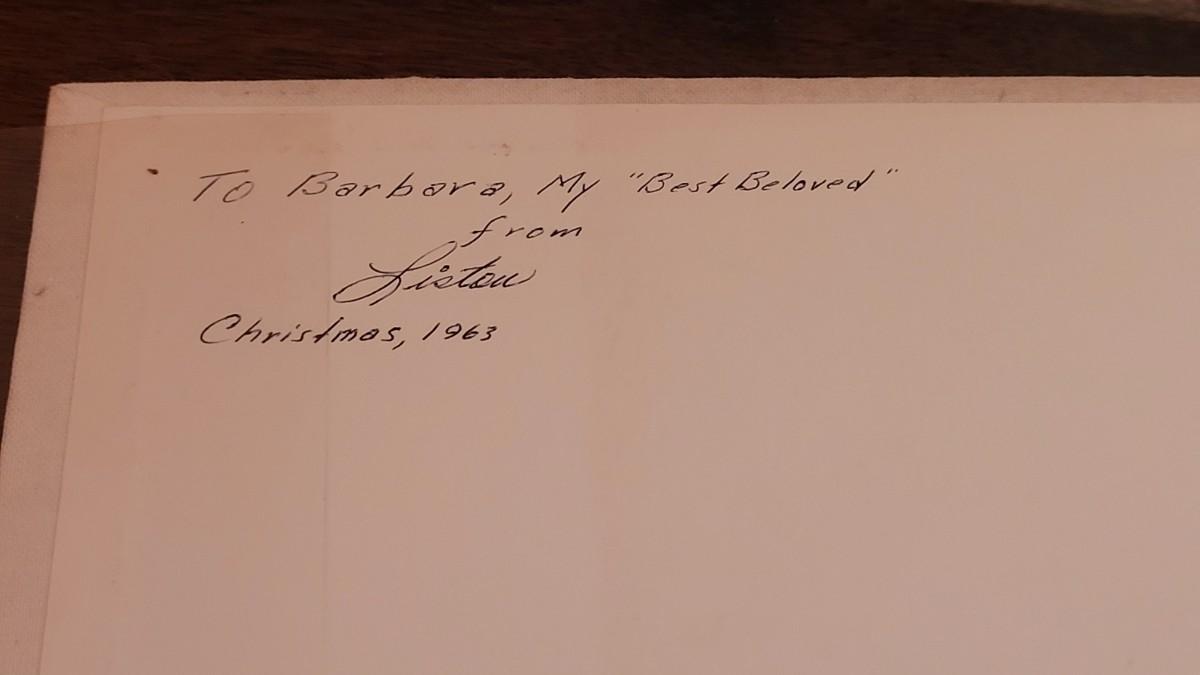 To Barbara, My "Best Beloved"
from
Liston
Christmas, 1963